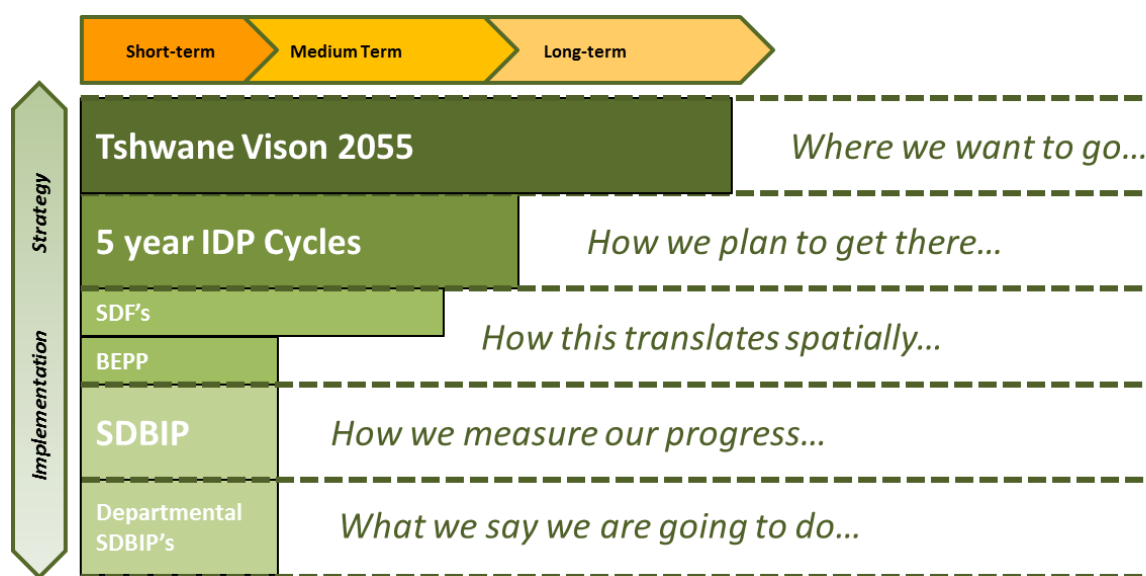 Short-term
Medium Term
Long-term
Strategy
Implementation
Tshwane Vison 2055
Where we want to go…
5 year IDP Cycles
How we plan to get there…
SDF's
BEPP
How this translates spatially…
SDBIP
How we measure our progress…
Departmental
SDBIP's
What we say we are going to do…